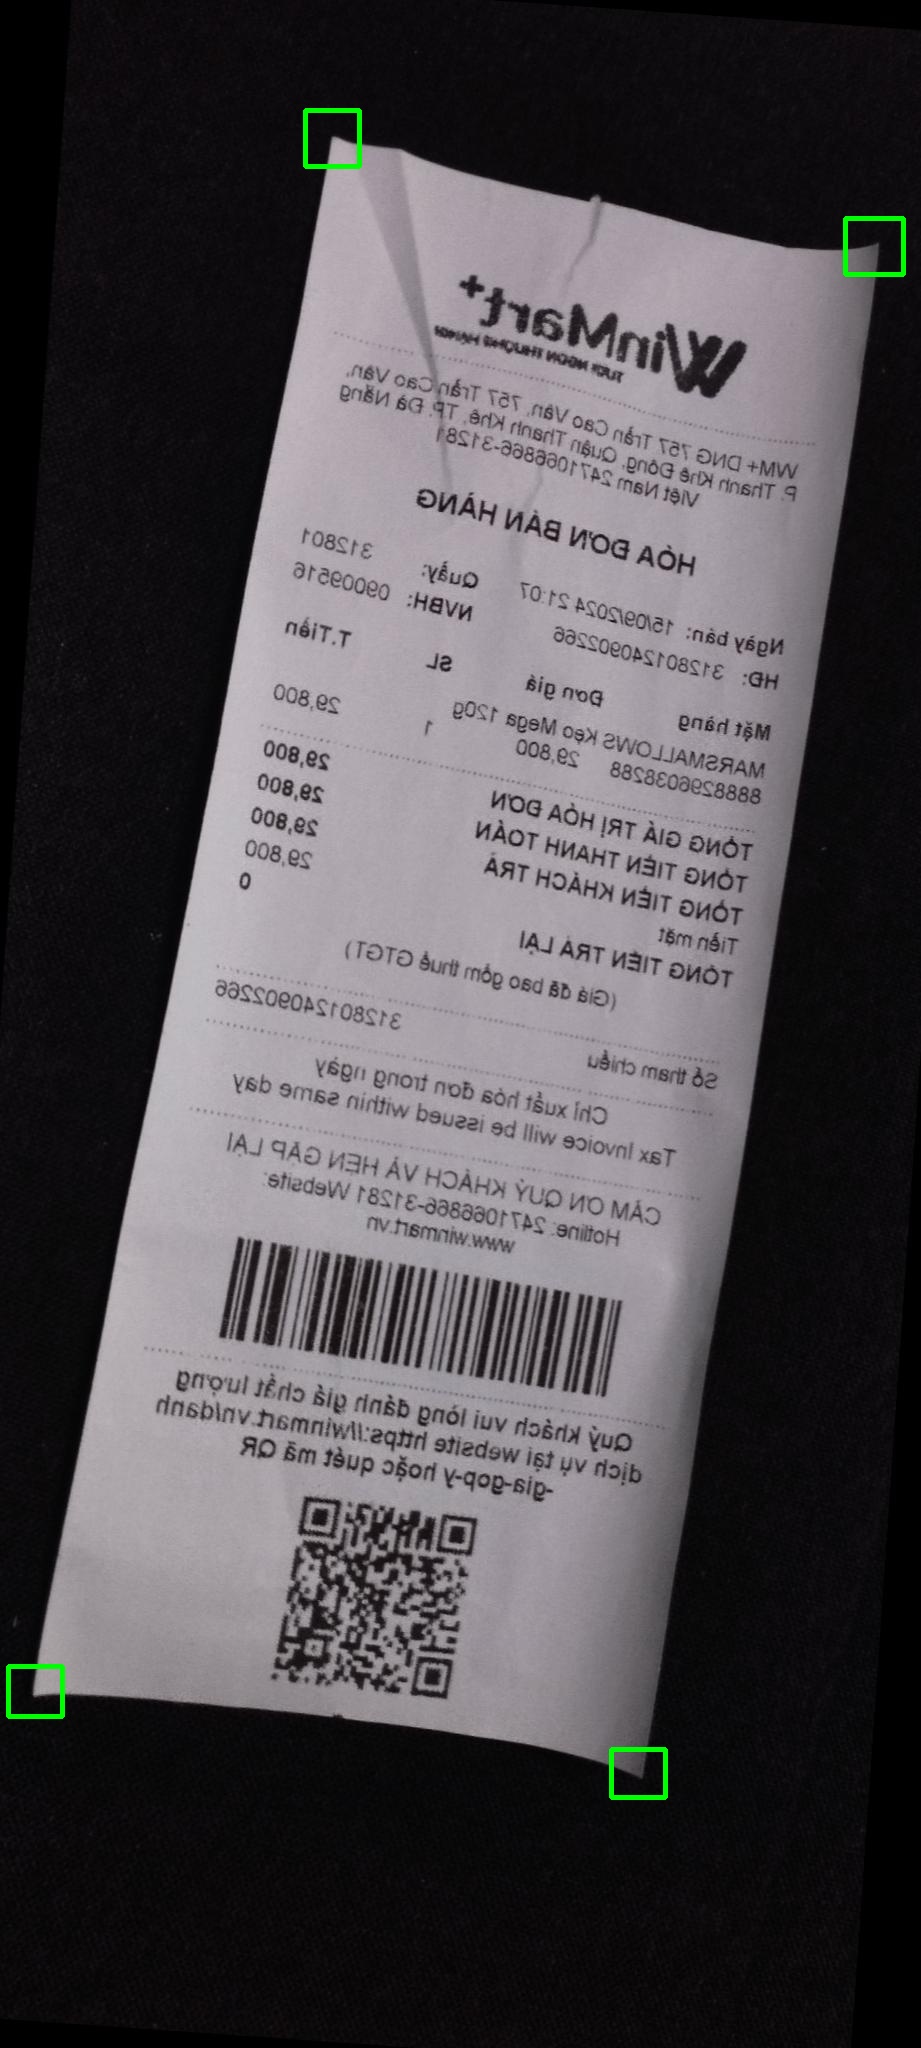 WinMart+
TƯƠI NGON THƯỢNG HẠNG
WM+ DNG 757 Trần Cao Vân, 757 Trần Cao Vân,
P. Thanh Khê Đông, Quận Thanh Khê, TP. Đà Nẵng
Việt Nam 2471066866-31281
HÓA ĐƠN BÁN HÀNG
Ngày bán: 15/09/2024 21:07 Quầy: 312801
HĐ: 312801240902266 NVBH: 09009516
Mặt hàng Đơn giá SL T.Tiền
MARSMALLOWS Kẹo Mega 120g
8888296038288 29,800 1 29,800
TỔNG GIÁ TRỊ HÓA ĐƠN 29,800
TỔNG TIỀN THANH TOÁN 29,800
TỔNG TIỀN KHÁCH TRẢ 29,800
Tiền mặt 29,800
TỔNG TIỀN TRẢ LẠI 0
(Giá đã bao gồm thuế GTGT)
Số tham chiếu 312801240902266
Chỉ xuất hóa đơn trong ngày
Tax Invoice will be issued within same day
CẢM ƠN QUÝ KHÁCH VÀ HẸN GẶP LẠI
Hotline: 2471066866-31281 Website:
www.winmart.vn
Quý khách vui lòng đánh giá chất lượng
dịch vụ tại website https://winmart.vn/danh
-gia-gop-y hoặc quét mã QR